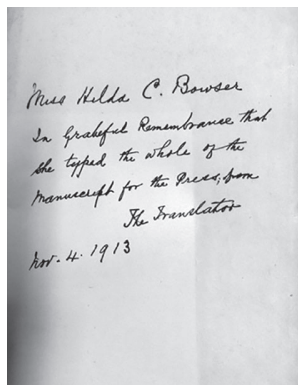 Miss Hilda C. Bowser
In Grateful Remembrance that
she typed the whole of the
Manuscript for the Press, from
The Translator
Nov. 4. 1913